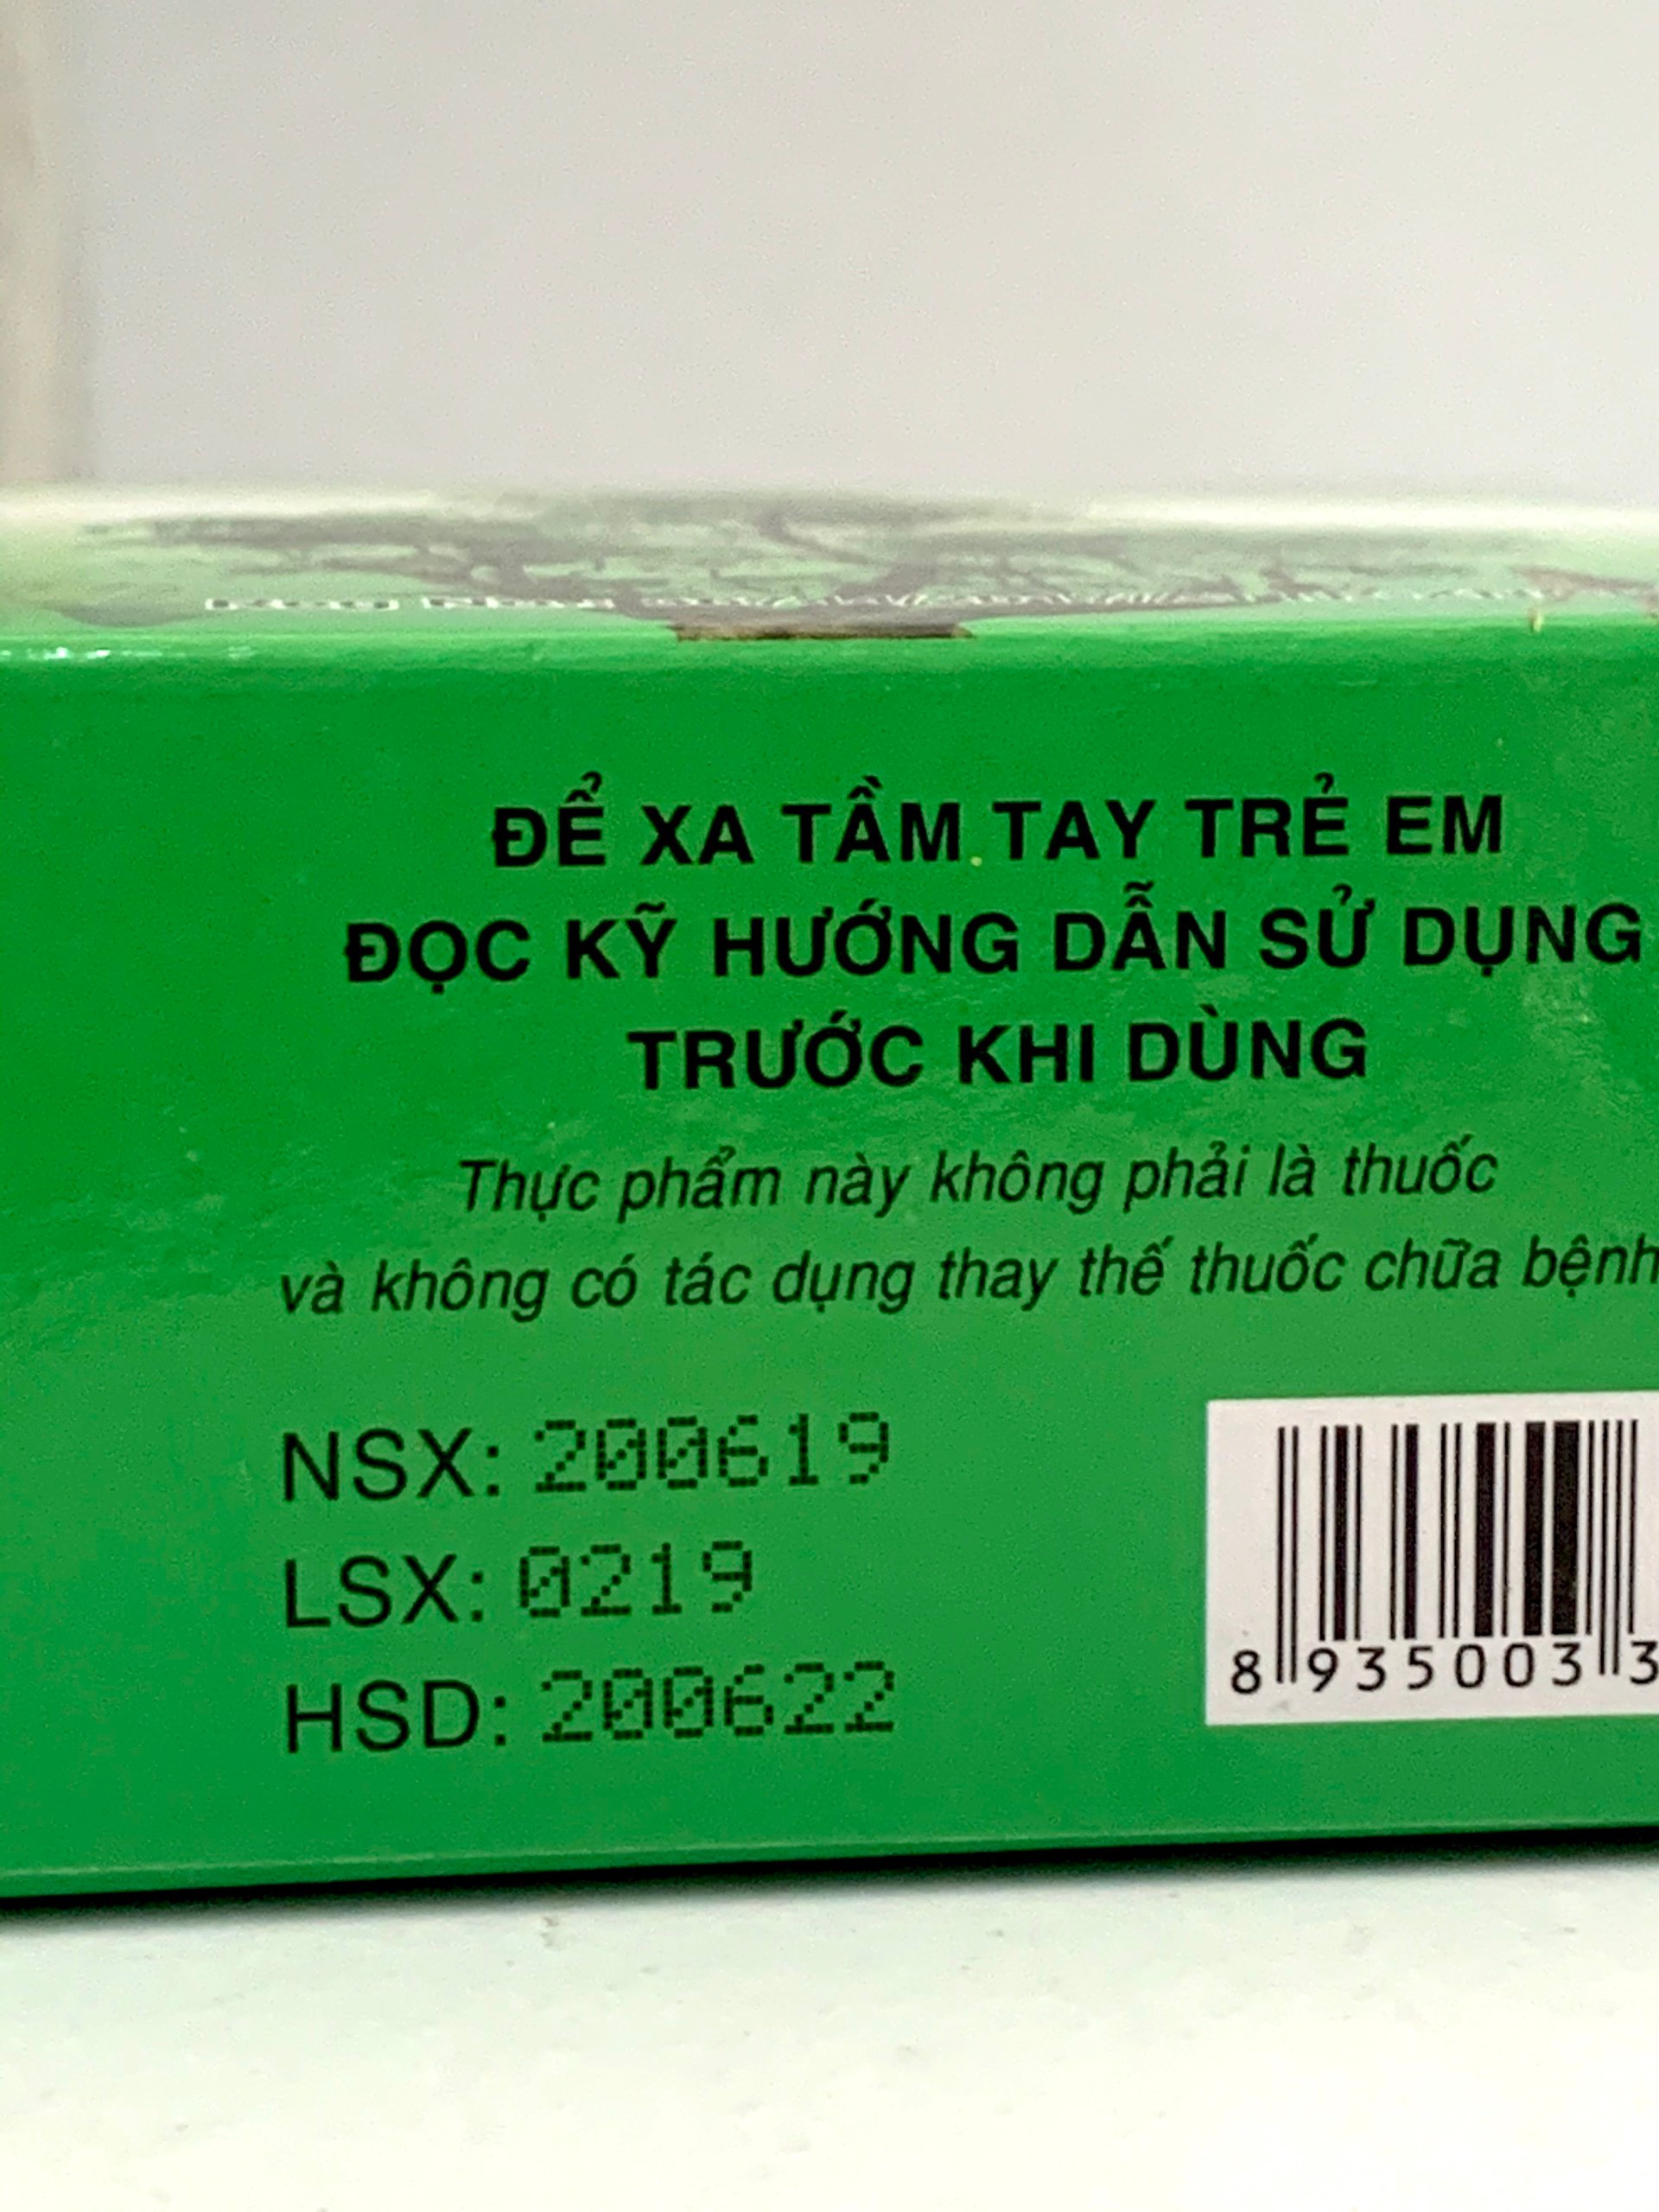 ĐỂ XA TẦM TAY TRẺ EM
ĐỌC KỸ HƯỚNG DẪN SỬ DỤNG
TRƯỚC KHI DÙNG
Thực phẩm này không phải là thuốc
và không có tác dụng thay thế thuốc chữa bệnh
NSX: 200619
LSX: 0219
HSD: 200622
8 935003 3